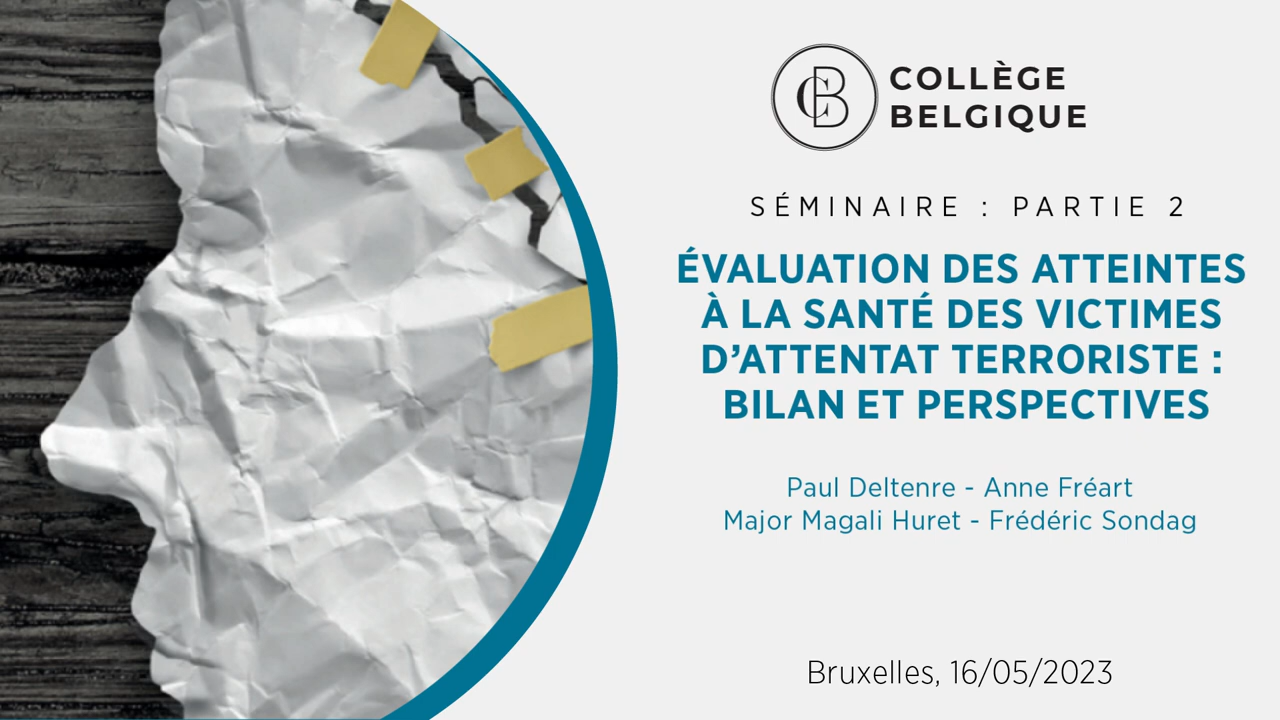 COLLÈGE
BELGIQUE
SÉMINAIRE : PARTIE 2
ÉVALUATION DES ATTEINTES
À LA SANTÉ DES VICTIMES
D’ATTENTAT TERRORISTE :
BILAN ET PERSPECTIVES
Paul Deltenre - Anne Fréart
Major Magali Huret - Frédéric Sondag
Bruxelles, 16/05/2023